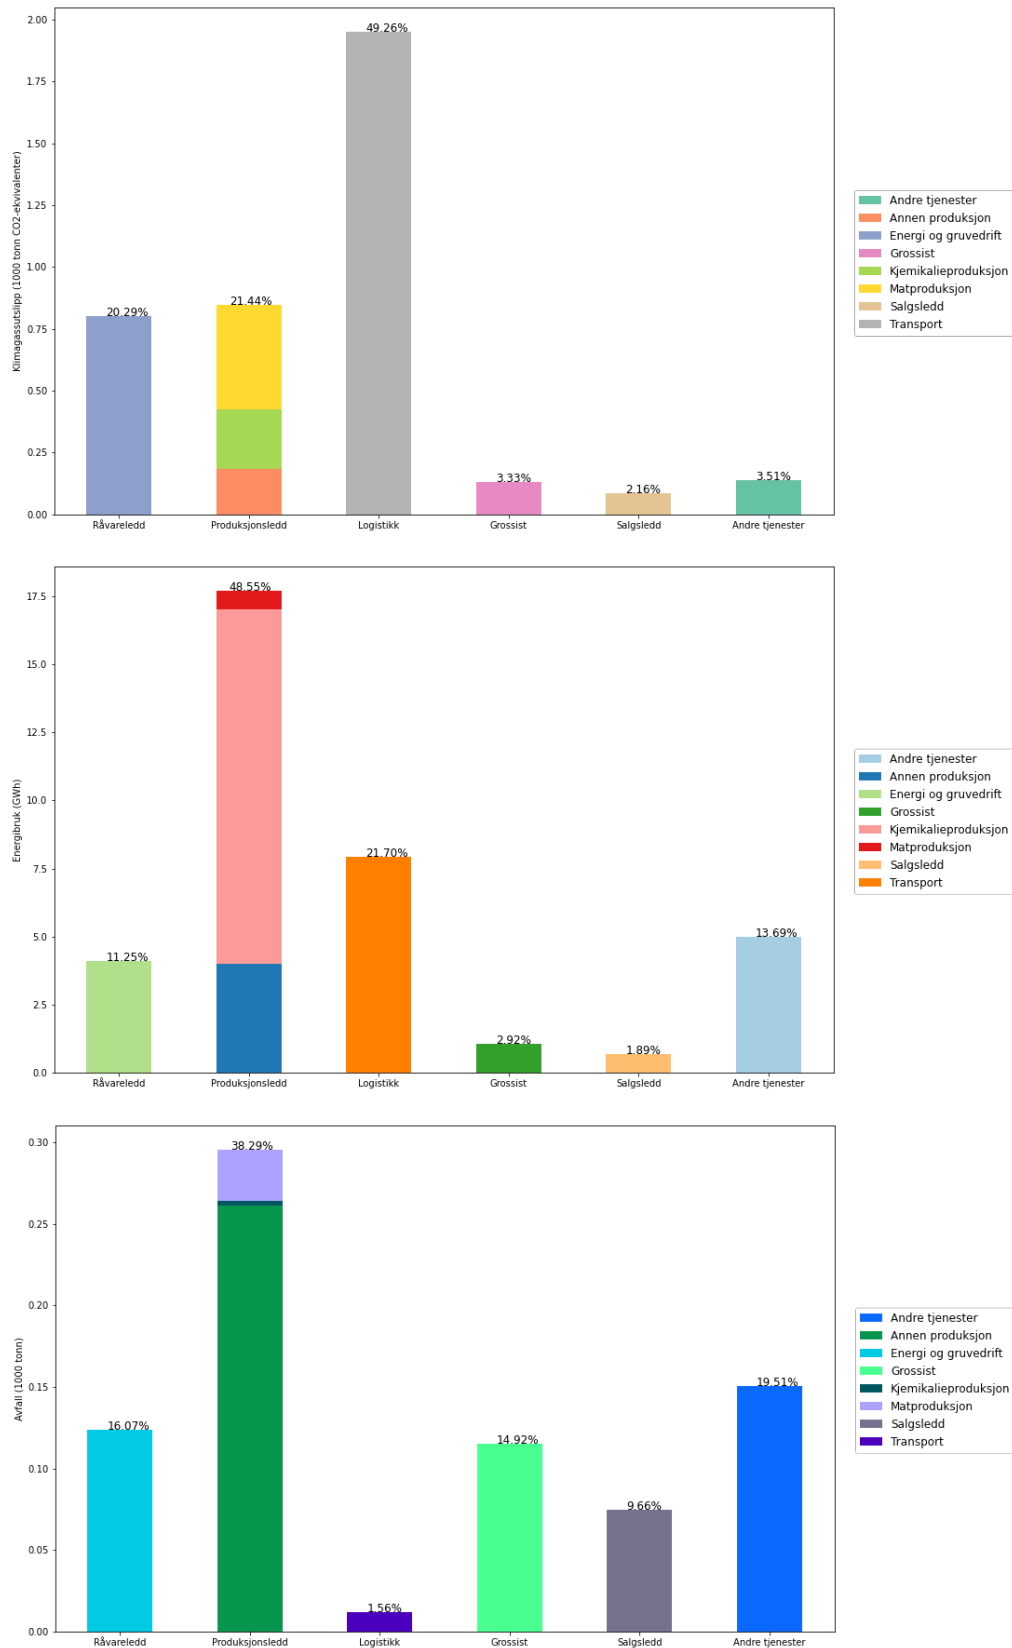 2.00
1.75
1.50
1.25
1.00
0.75
0.50
0.25
0.00
Klimagassutslipp (1000 tonn CO2-ekvivalenter)
20.29%
21.44%
49.26%
3.33%
2.16%
3.51%
Råvareledd
Produksjonsledd
Logistikk
Grossist
Salgsledd
Andre tjenester
Andre tjenester
Annen produksjon
Energi og gruvedrift
Grossist
Kjemikalieproduksjon
Matproduksjon
Salgsledd
Transport
17.5
15.0
12.5
10.0
7.5
5.0
2.5
0.0
Energibruk (GWh)
11.25%
48.55%
21.70%
2.92%
1.89%
13.69%
Råvareledd
Produksjonsledd
Logistikk
Grossist
Salgsledd
Andre tjenester
Andre tjenester
Annen produksjon
Energi og gruvedrift
Grossist
Kjemikalieproduksjon
Matproduksjon
Salgsledd
Transport
0.30
0.25
0.20
0.15
0.10
0.05
0.00
Avfall (1000 tonn)
16.07%
38.29%
1.56%
14.92%
9.66%
19.51%
Råvareledd
Produksjonsledd
Logistikk
Grossist
Salgsledd
Andre tjenester
Andre tjenester
Annen produksjon
Energi og gruvedrift
Grossist
Kjemikalieproduksjon
Matproduksjon
Salgsledd
Transport